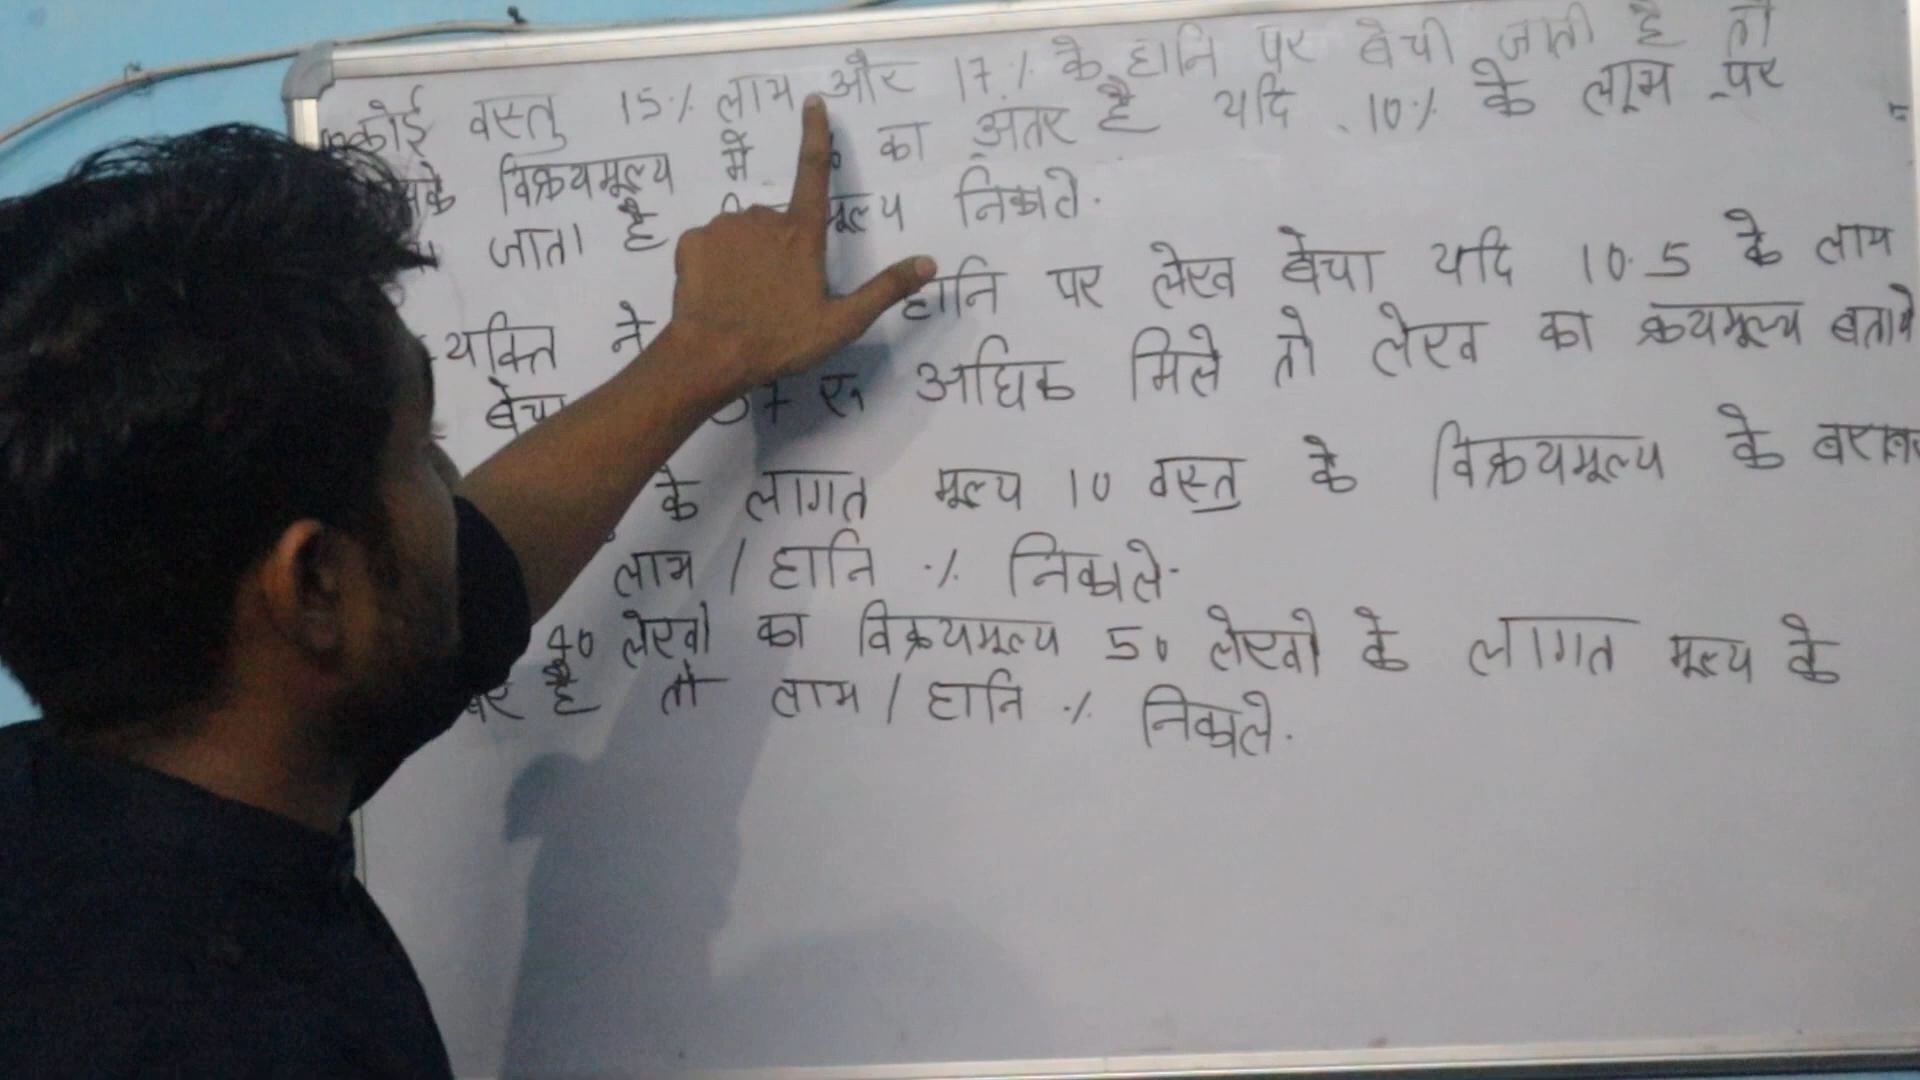 कोई वस्तु 15% लाभ और 17% के हानि पर बेची जाती है तो
विक्रयमूल्य में का अंतर है यदि 10% के लाभ पर
जाता है मूल्य निकाले.
व्यक्ति ने हानि पर लेख बेचा यदि 10.5 के लाभ
बेचा रु अधिक मिले तो लेख का क्रयमूल्य बतावे
के लागत मूल्य 10 वस्तु के विक्रयमूल्य के बराबर
लाभ / हानि % निकाले.
40 लेखो का विक्रयमूल्य 50 लेखो के लागत मूल्य के
है तो लाभ / हानि % निकाले.